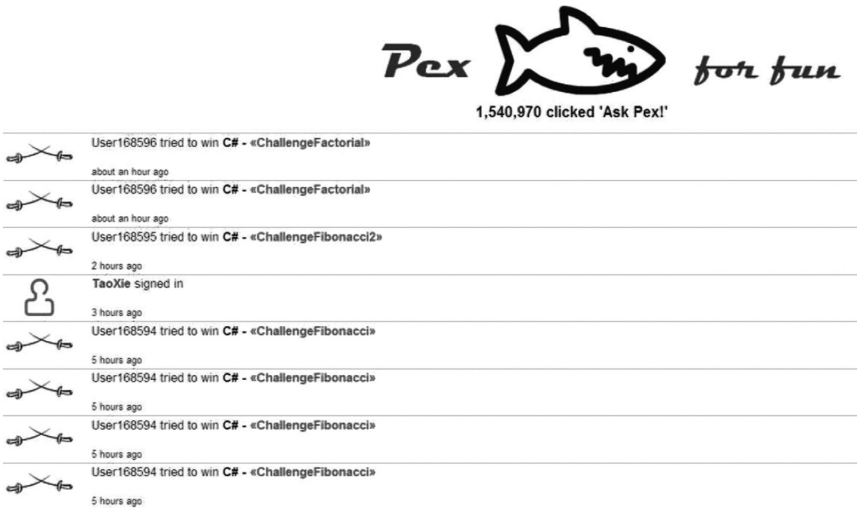 Pex for fun
1,540,970 clicked 'Ask Pex!'
User168596 tried to win C# - «ChallengeFactorial»
about an hour ago
User168596 tried to win C# - «ChallengeFactorial»
about an hour ago
User168595 tried to win C# - «ChallengeFibonacci2»
2 hours ago
TaoXie signed in
3 hours ago
User168594 tried to win C# - «ChallengeFibonacci»
5 hours ago
User168594 tried to win C# - «ChallengeFibonacci»
5 hours ago
User168594 tried to win C# - «ChallengeFibonacci»
5 hours ago
User168594 tried to win C# - «ChallengeFibonacci»
5 hours ago